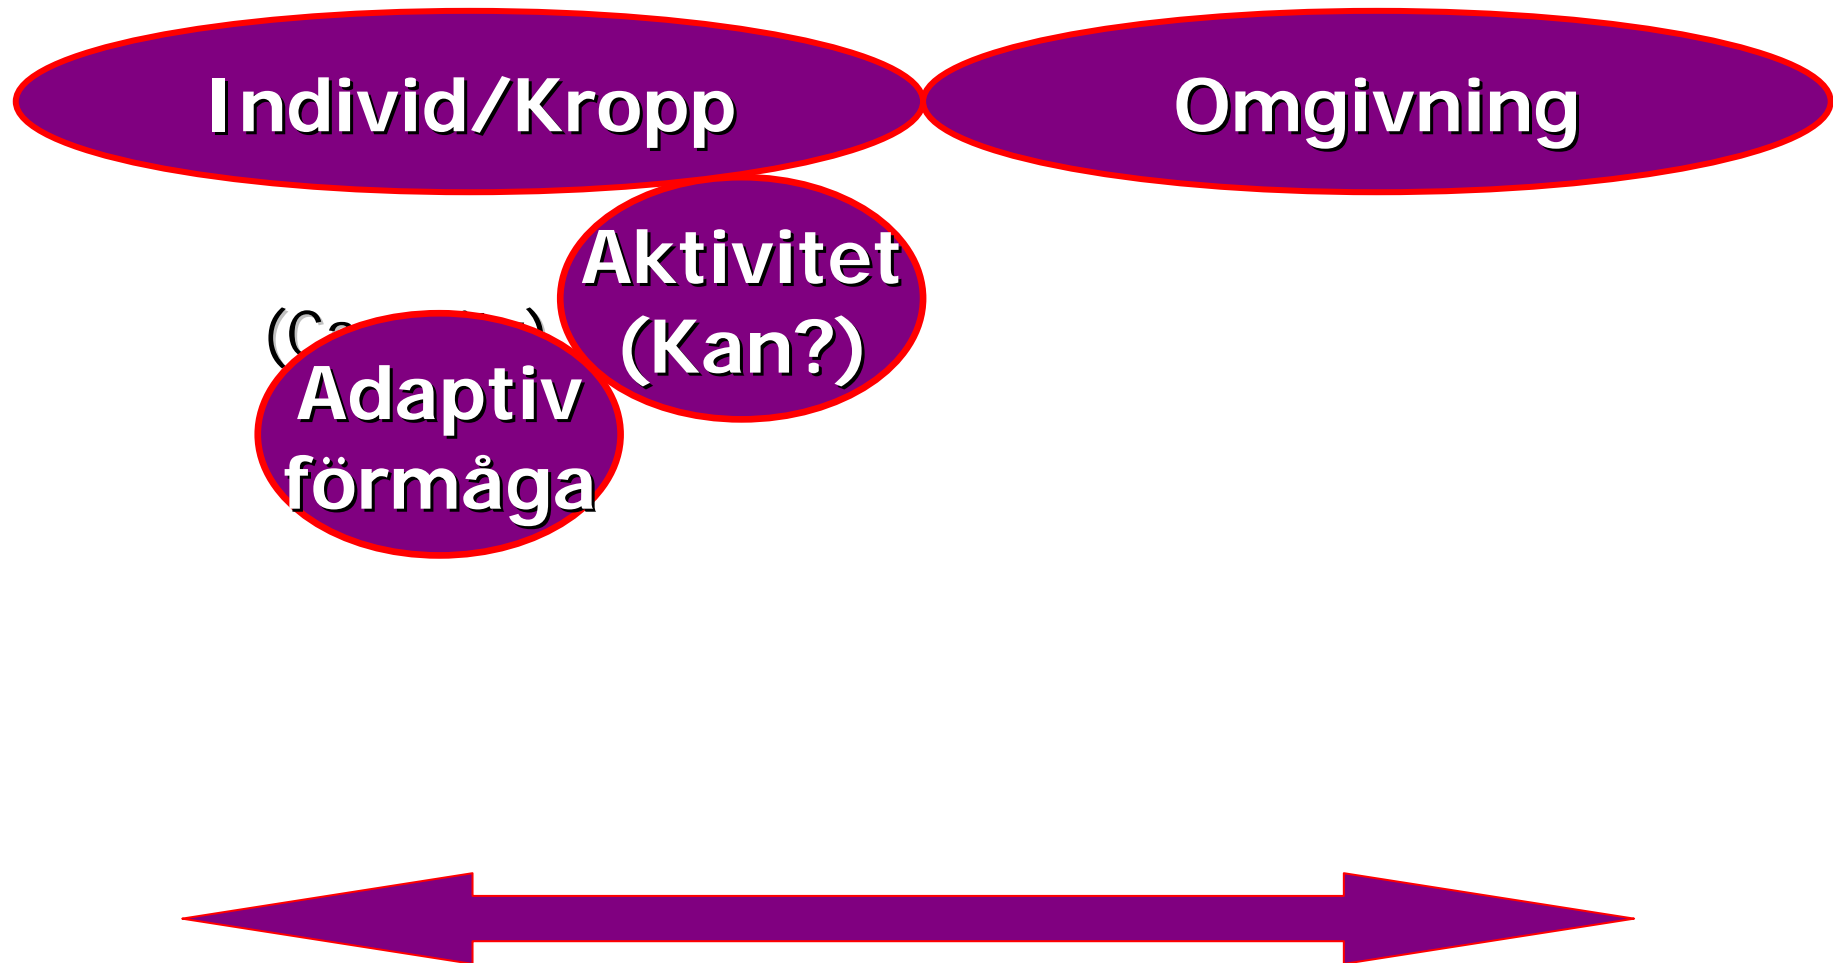 Individ/Kropp
Omgivning
Aktivitet
(Kan?)
Adaptiv
förmåga